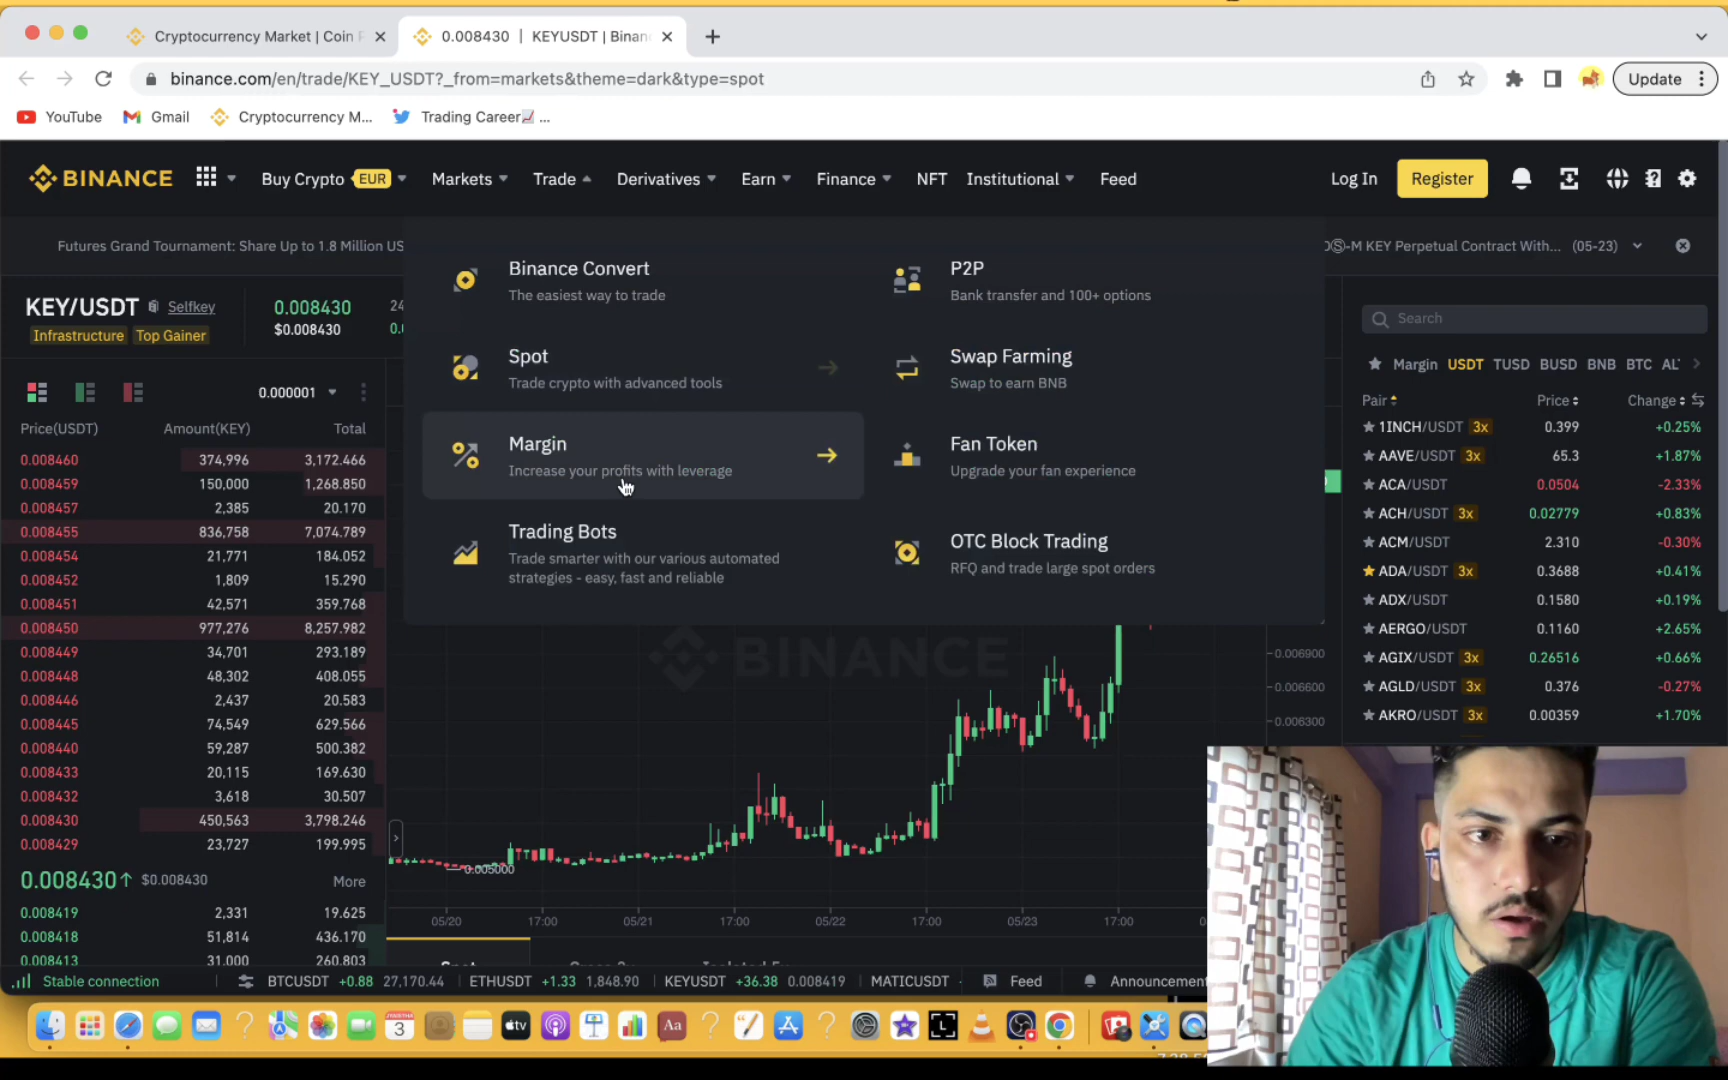 Cryptocurrency Market | Coin
0.008430 | KEYUSDT | Binan
binance.com/en/trade/KEY_USDT?_from=markets&theme=dark&type=spot
Update
YouTube
Gmail
Cryptocurrency M...
Trading Career📈 ...
BINANCE
Buy Crypto EUR
Markets
Trade
Derivatives
Earn
Finance
NFT
Institutional
Feed
Log In
Register
Futures Grand Tournament: Share Up to 1.8 Million US
Ⓢ-M KEY Perpetual Contract With... (05-23)
KEY/USDT
Selfkey
0.008430
$0.008430
24
0.
Infrastructure
Top Gainer
Binance Convert
The easiest way to trade
P2P
Bank transfer and 100+ options
Spot
Trade crypto with advanced tools
Swap Farming
Swap to earn BNB
Margin
Increase your profits with leverage
Fan Token
Upgrade your fan experience
Trading Bots
Trade smarter with our various automated
strategies - easy, fast and reliable
OTC Block Trading
RFQ and trade large spot orders
0.000001
Price(USDT) Amount(KEY) Total
0.008460 374,996 3,172.466
0.008459 150,000 1,268.850
0.008457 2,385 20.170
0.008455 836,758 7,074.789
0.008454 21,771 184.052
0.008452 1,809 15.290
0.008451 42,571 359.768
0.008450 977,276 8,257.982
0.008449 34,701 293.189
0.008448 48,302 408.055
0.008446 2,437 20.583
0.008445 74,549 629.566
0.008440 59,287 500.382
0.008433 20,115 169.630
0.008432 3,618 30.507
0.008430 450,563 3,798.246
0.008429 23,727 199.995
0.008430↑ $0.008430 More
0.008419 2,331 19.625
0.008418 51,814 436.170
0.008413 31,000 260.803
BINANCE
0.006900
0.006600
0.006300
0.005000
05/20 17:00 05/21 17:00 05/22 17:00 05/23 17:00
Search
Margin USDT TUSD BUSD BNB BTC AL
Pair Price Change
1INCH/USDT 3x 0.399 +0.25%
AAVE/USDT 3x 65.3 +1.87%
ACA/USDT 0.0504 -2.33%
ACH/USDT 3x 0.02779 +0.83%
ACM/USDT 2.310 -0.30%
ADA/USDT 3x 0.3688 +0.41%
ADX/USDT 0.1580 +0.19%
AERGO/USDT 0.1160 +2.65%
AGIX/USDT 3x 0.26516 +0.66%
AGLD/USDT 3x 0.376 -0.27%
AKRO/USDT 3x 0.00359 +1.70%
Stable connection
BTCUSDT +0.88 27,170.44
ETHUSDT +1.33 1,848.90
KEYUSDT +36.38 0.008419
MATICUSDT -
Feed
Announcement
3
Aa
tv